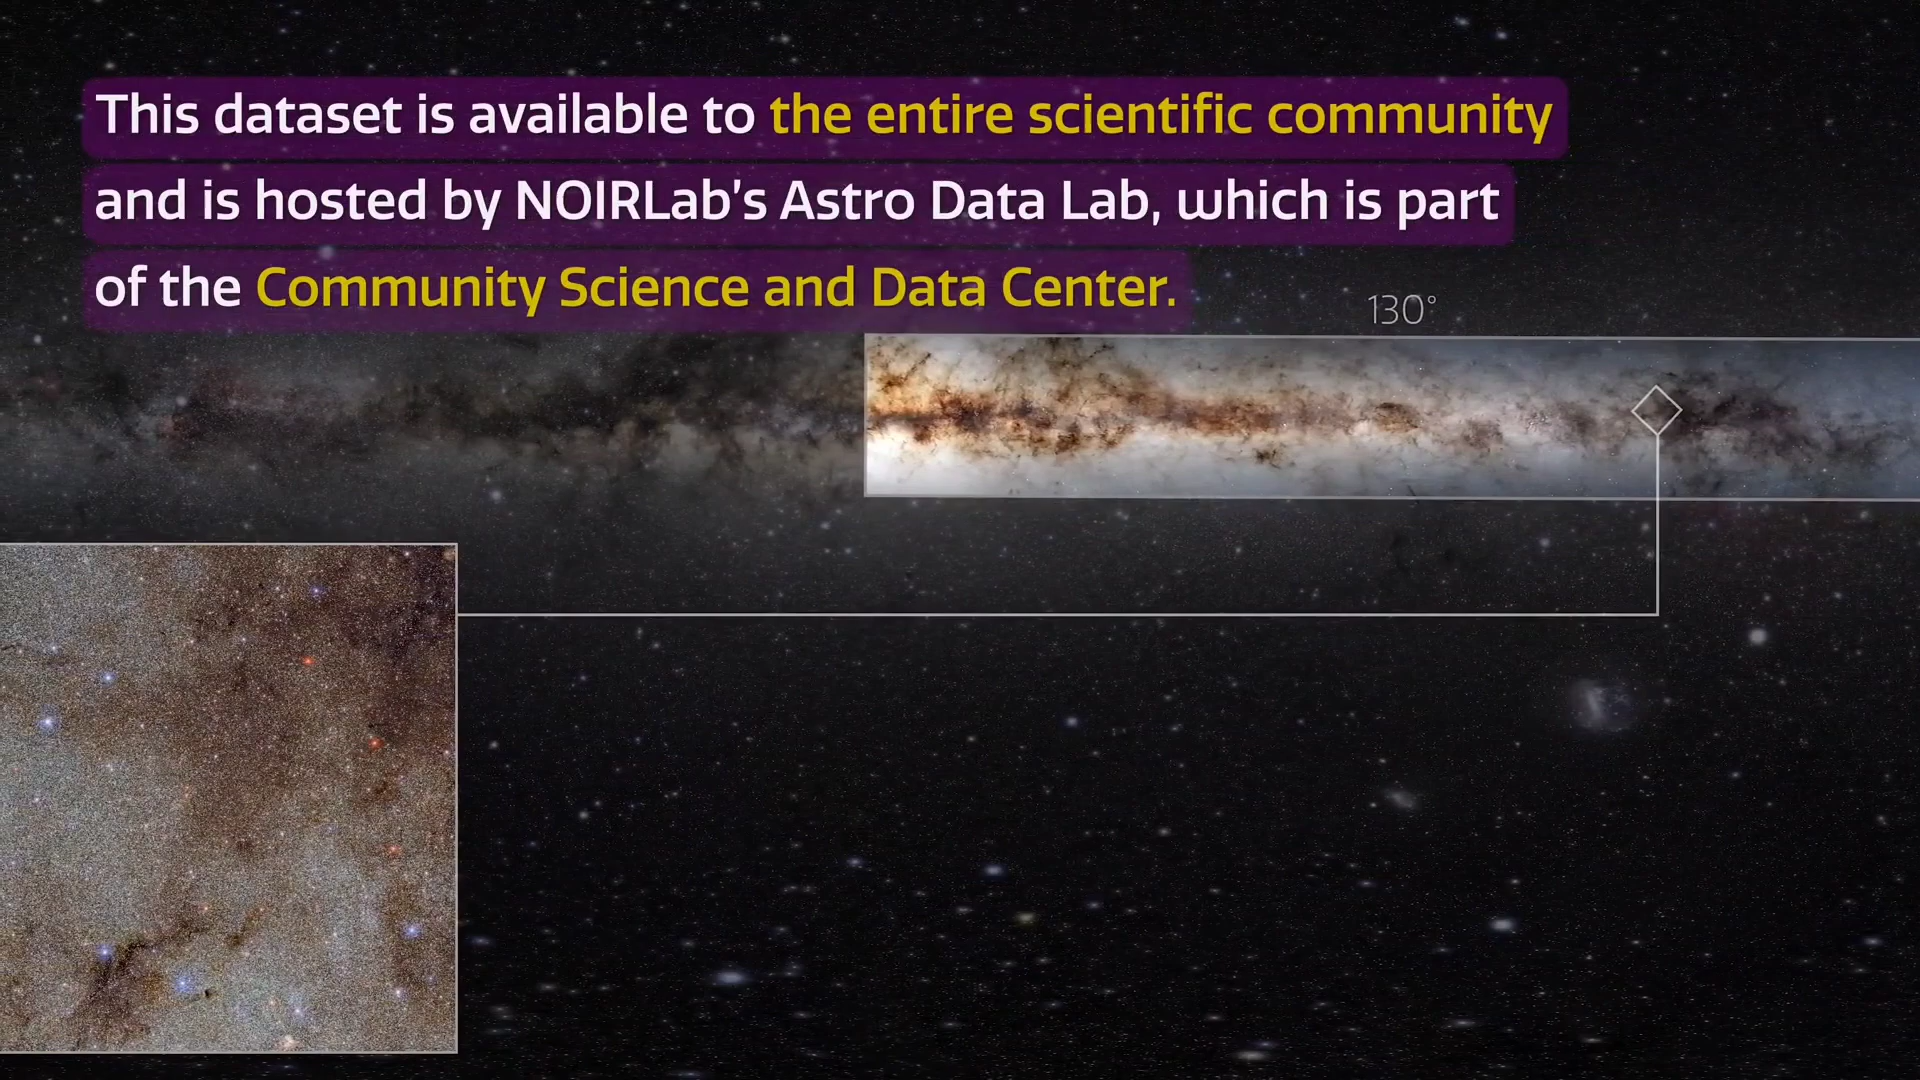 This dataset is available to the entire scientific community
and is hosted by NOIRLab's Astro Data Lab, which is part
of the Community Science and Data Center.
130°